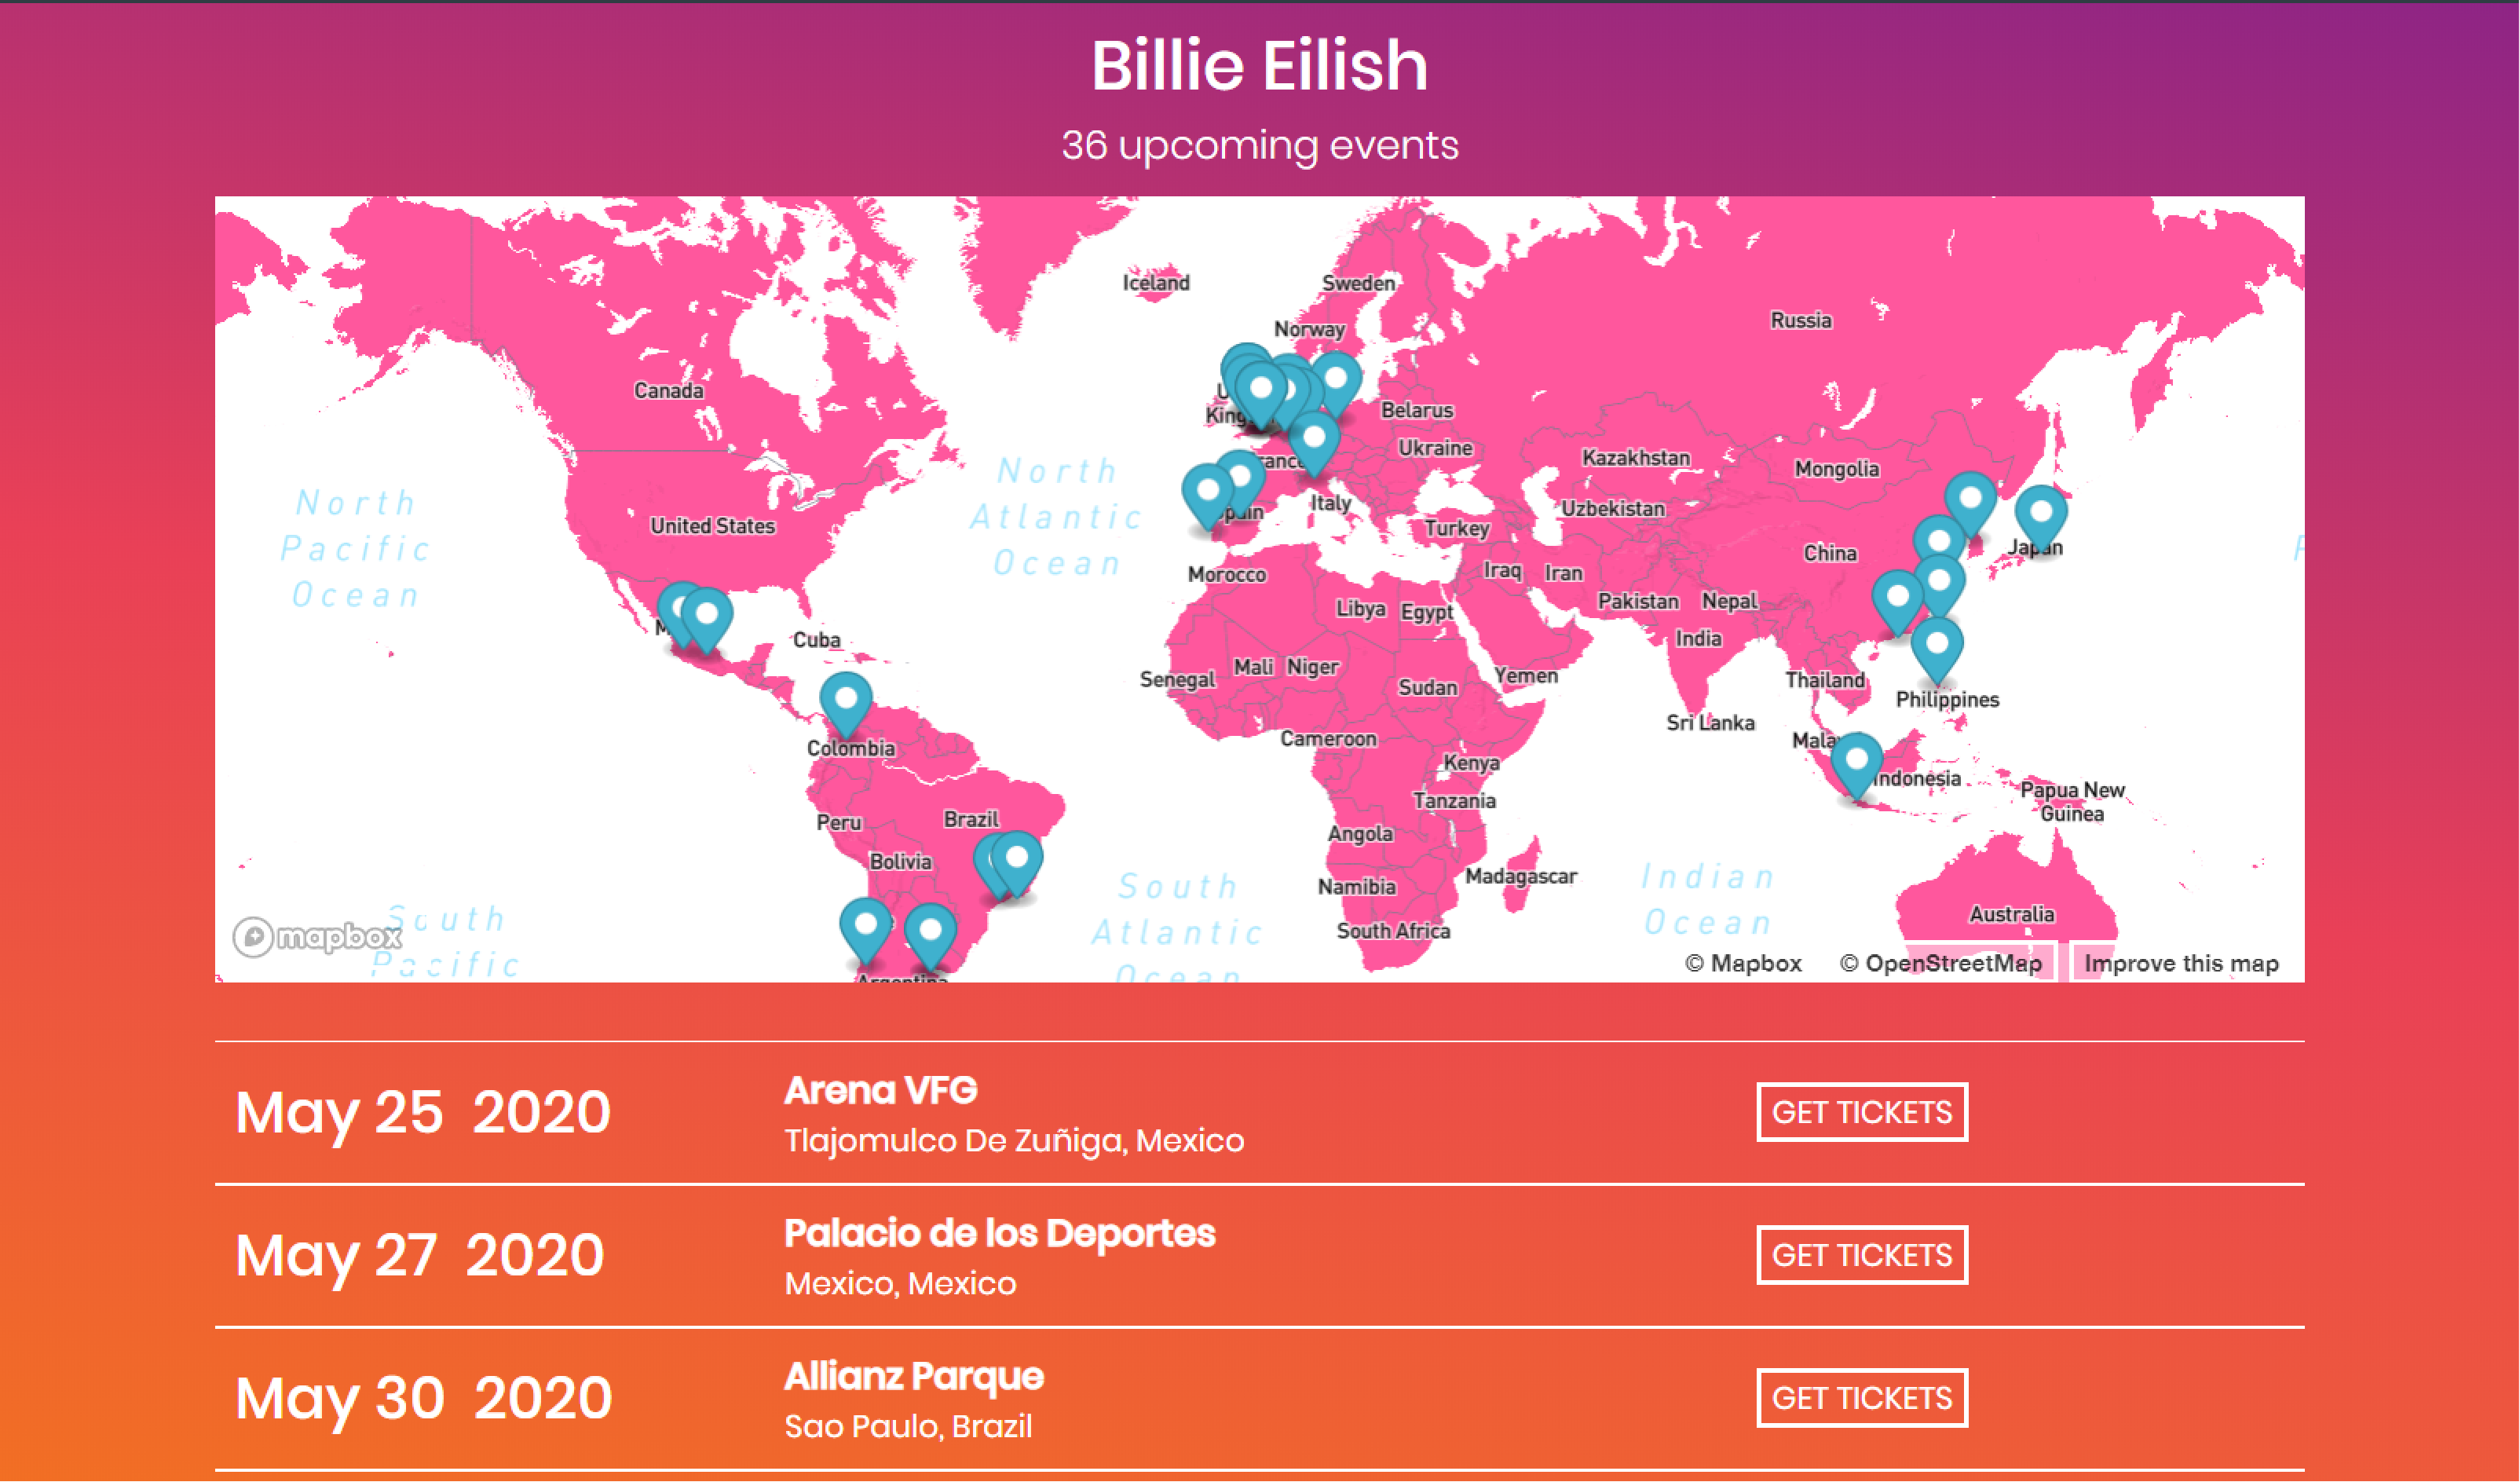 Billie Eilish
36 upcoming events
Iceland
Sweden
Norway
Russia
Canada
Belarus
Ukraine
Kazakhstan
Mongolia
North
Pacific
Ocean
North
Atlantic
Ocean
United States
Italy
Uzbekistan
Turkey
Japan
China
Morocco
Iraq
Iran
Pakistan
Nepal
Libya
Egypt
Cuba
India
Mali
Niger
Senegal
Sudan
Yemen
Thailand
Philippines
Sri Lanka
Colombia
Cameroon
Kenya
Indonesia
Tanzania
Papua New
Guinea
Peru
Brazil
Angola
Bolivia
Madagascar
Namibia
South
Atlantic
Ocean
Indian
Ocean
South Africa
Australia
South
Pacific
mapbox
Argentina
© Mapbox © OpenStreetMap Improve this map
May 25 2020
Arena VFG
Tlajomulco De Zuñiga, Mexico
GET TICKETS
May 27 2020
Palacio de los Deportes
Mexico, Mexico
GET TICKETS
May 30 2020
Allianz Parque
Sao Paulo, Brazil
GET TICKETS